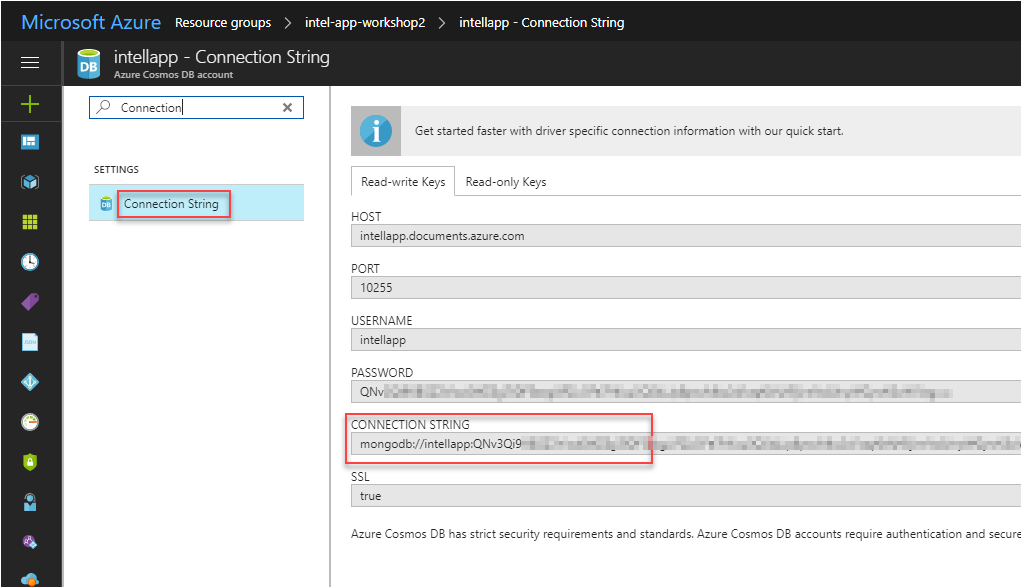 Microsoft Azure Resource groups > intel-app-workshop2 > intellapp - Connection String
intellapp - Connection String
Azure Cosmos DB account
Connection
Get started faster with driver specific connection information with our quick start.
SETTINGS
Connection String
Read-write Keys Read-only Keys
HOST
intellapp.documents.azure.com
PORT
10255
USERNAME
intellapp
PASSWORD
QNv
CONNECTION STRING
mongodb://intellapp:QNv3Qi9
SSL
true
Azure Cosmos DB has strict security requirements and standards. Azure Cosmos DB accounts require authentication and secure